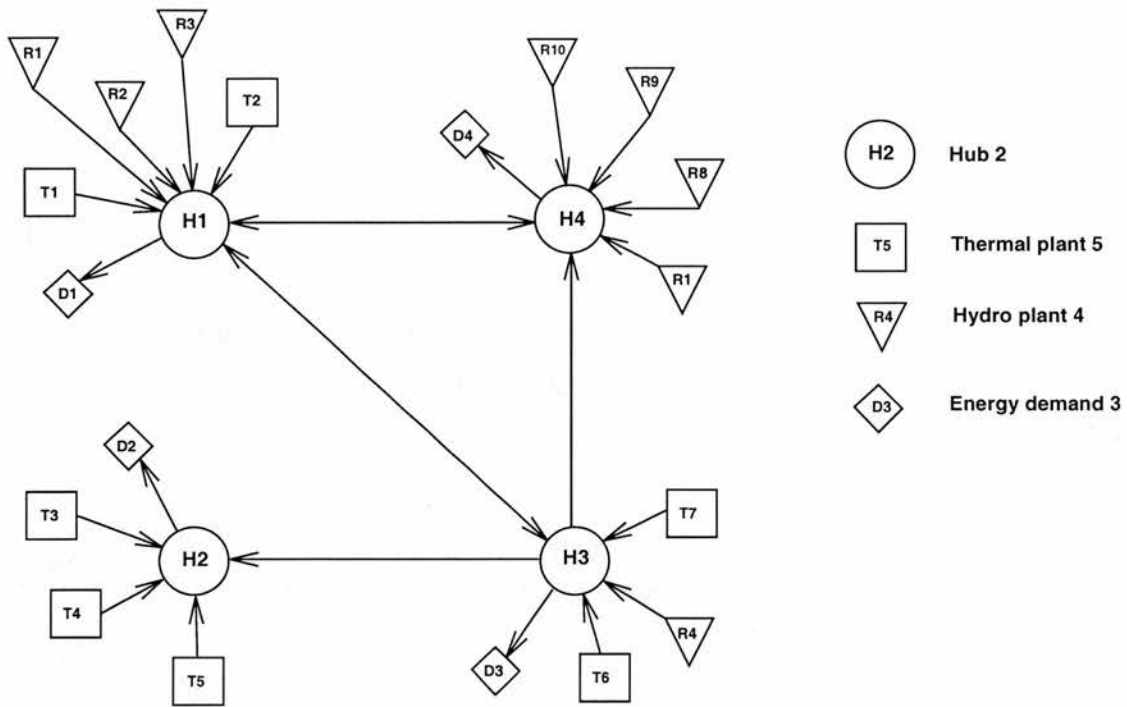 R3
R1
R2
T2
T1
H1
D1
R10
R9
D4
R8
H4
R1
D2
T3
H2
T4
T5
T7
H3
R4
D3
T6
H2 Hub 2
T5 Thermal plant 5
R4 Hydro plant 4
D3 Energy demand 3